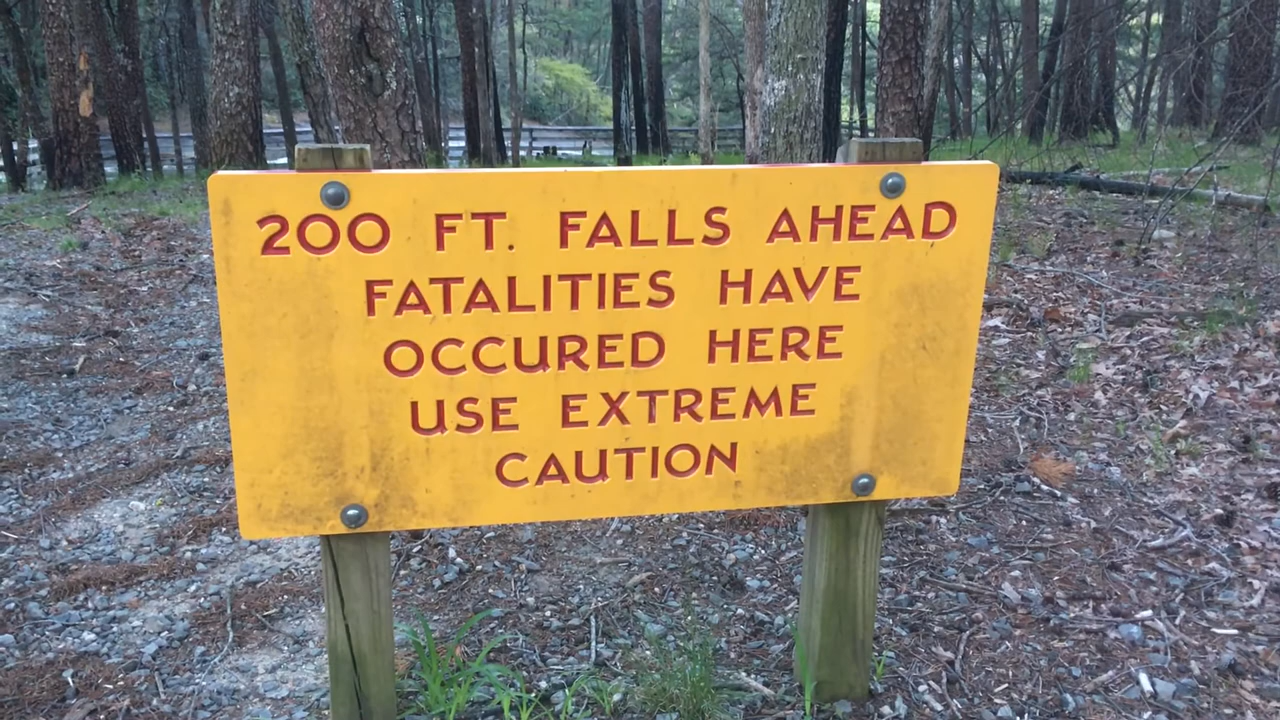 200 FT. FALLS AHEAD
FATALITIES HAVE
OCCURED HERE
USE EXTREME
CAUTION